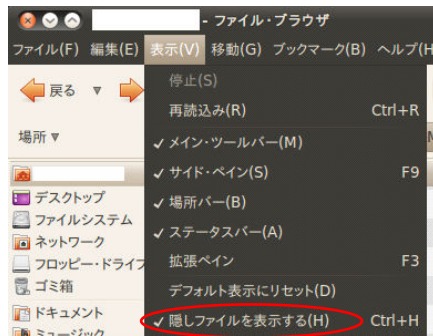 - ファイル・ブラウザ
ファイル(F) 編集(E) 表示(V) 移動(G) ブックマーク(B) ヘルプ(H
戻る
場所
デスクトップ
ファイルシステム
ネットワーク
フロッピー・ドライブ
ゴミ箱
ドキュメント
ミュージック
停止(S)
再読込み(R) Ctrl+R
メイン・ツールバー(M)
サイド・ペイン(S) F9
場所バー(B)
ステータスバー(A)
拡張ペイン F3
デフォルト表示にリセット(D)
隠しファイルを表示する(H) Ctrl+H